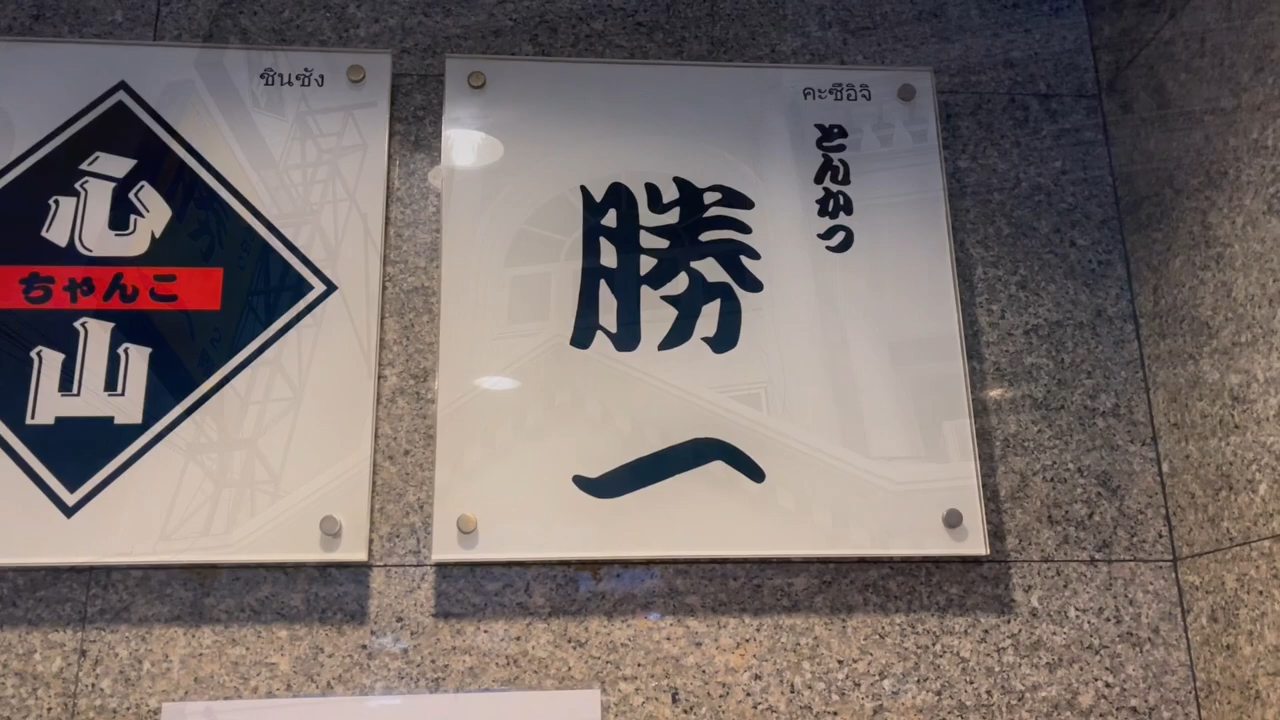 ชินซัง
心
ちゃんこ
山
คะซึอิจิ
とんかつ
勝一